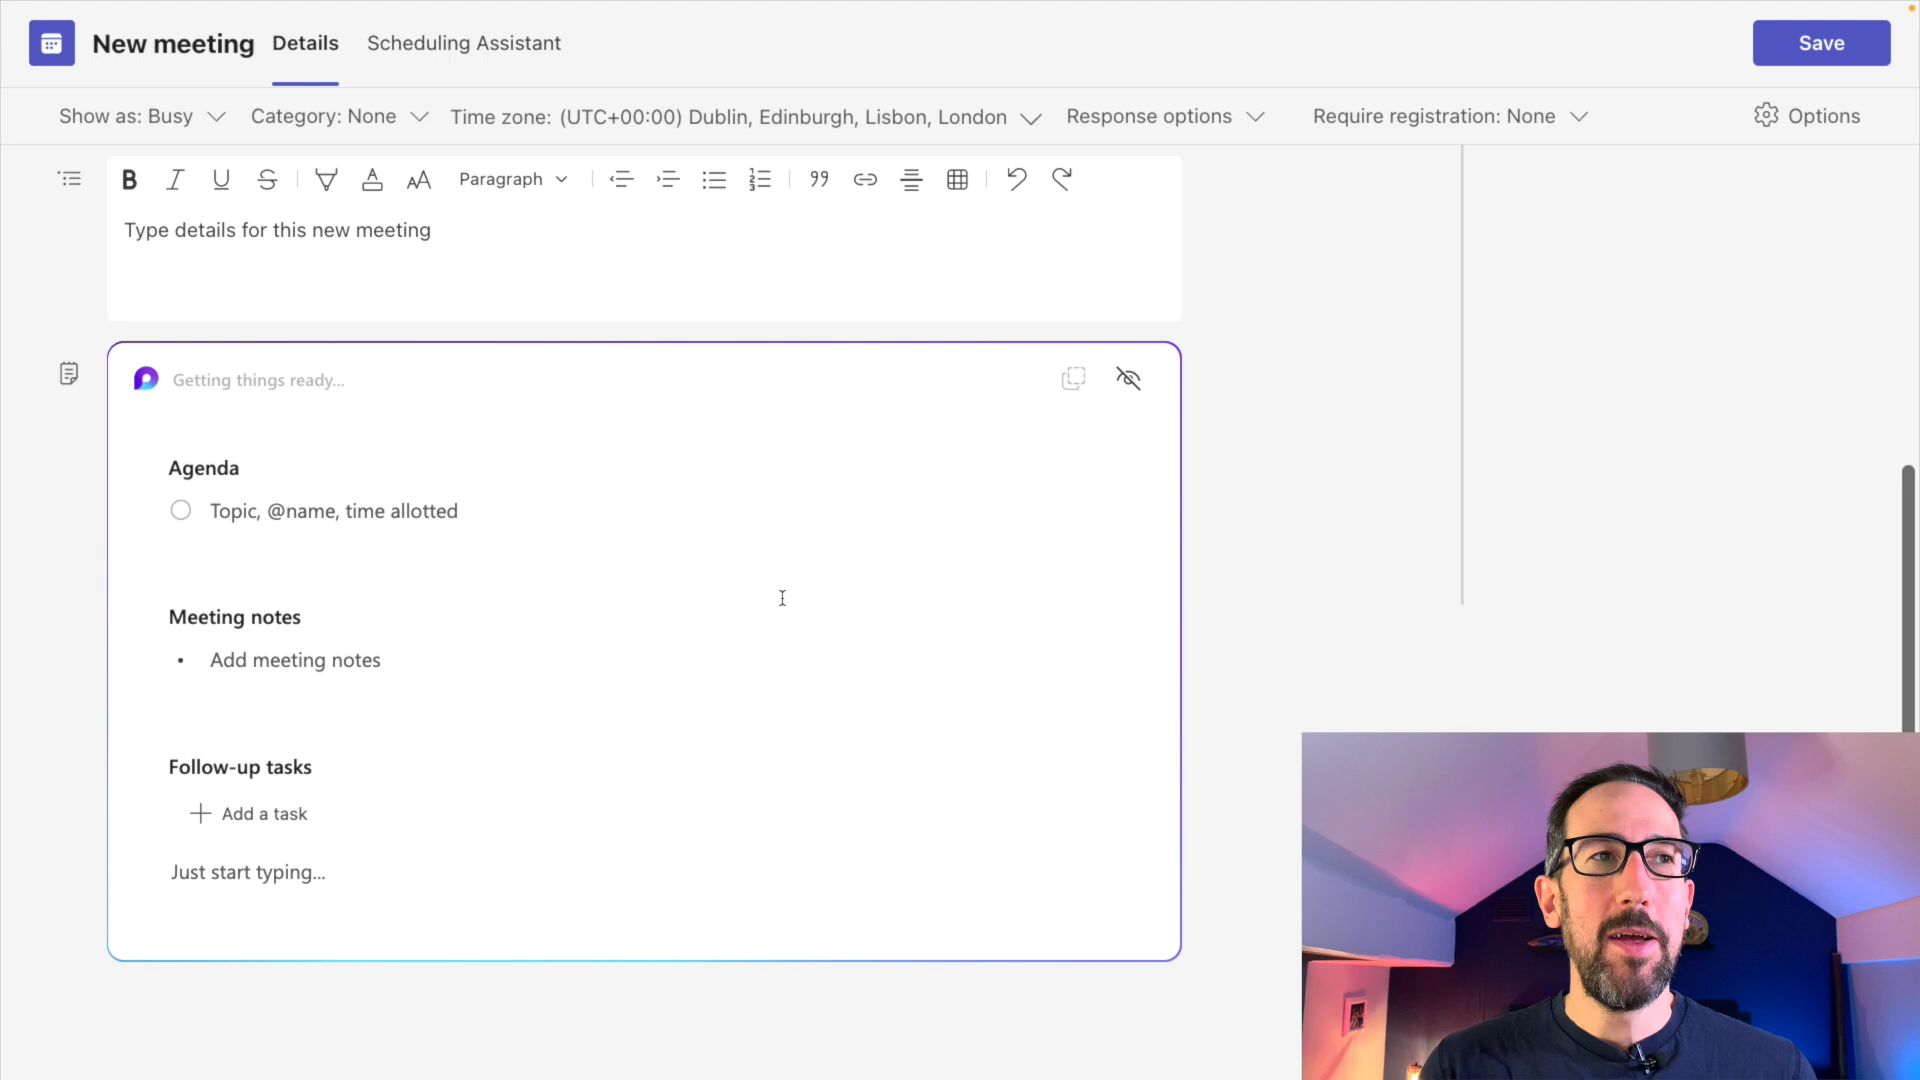 New meeting Details Scheduling Assistant Save
Show as: Busy Category: None Time zone: (UTC+00:00) Dublin, Edinburgh, Lisbon, London Response options Require registration: None Options
Paragraph
Type details for this new meeting
Getting things ready...
Agenda
Topic, @name, time allotted
Meeting notes
• Add meeting notes
Follow-up tasks
Add a task
Just start typing...